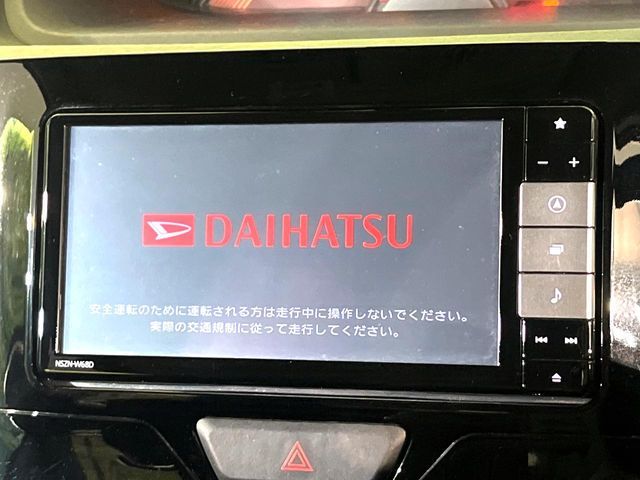 DAIHATSU
安全運転のために運転される方は走行中に操作しないでください。
実際の交通規制に従って走行してください。
NSZN-W68D